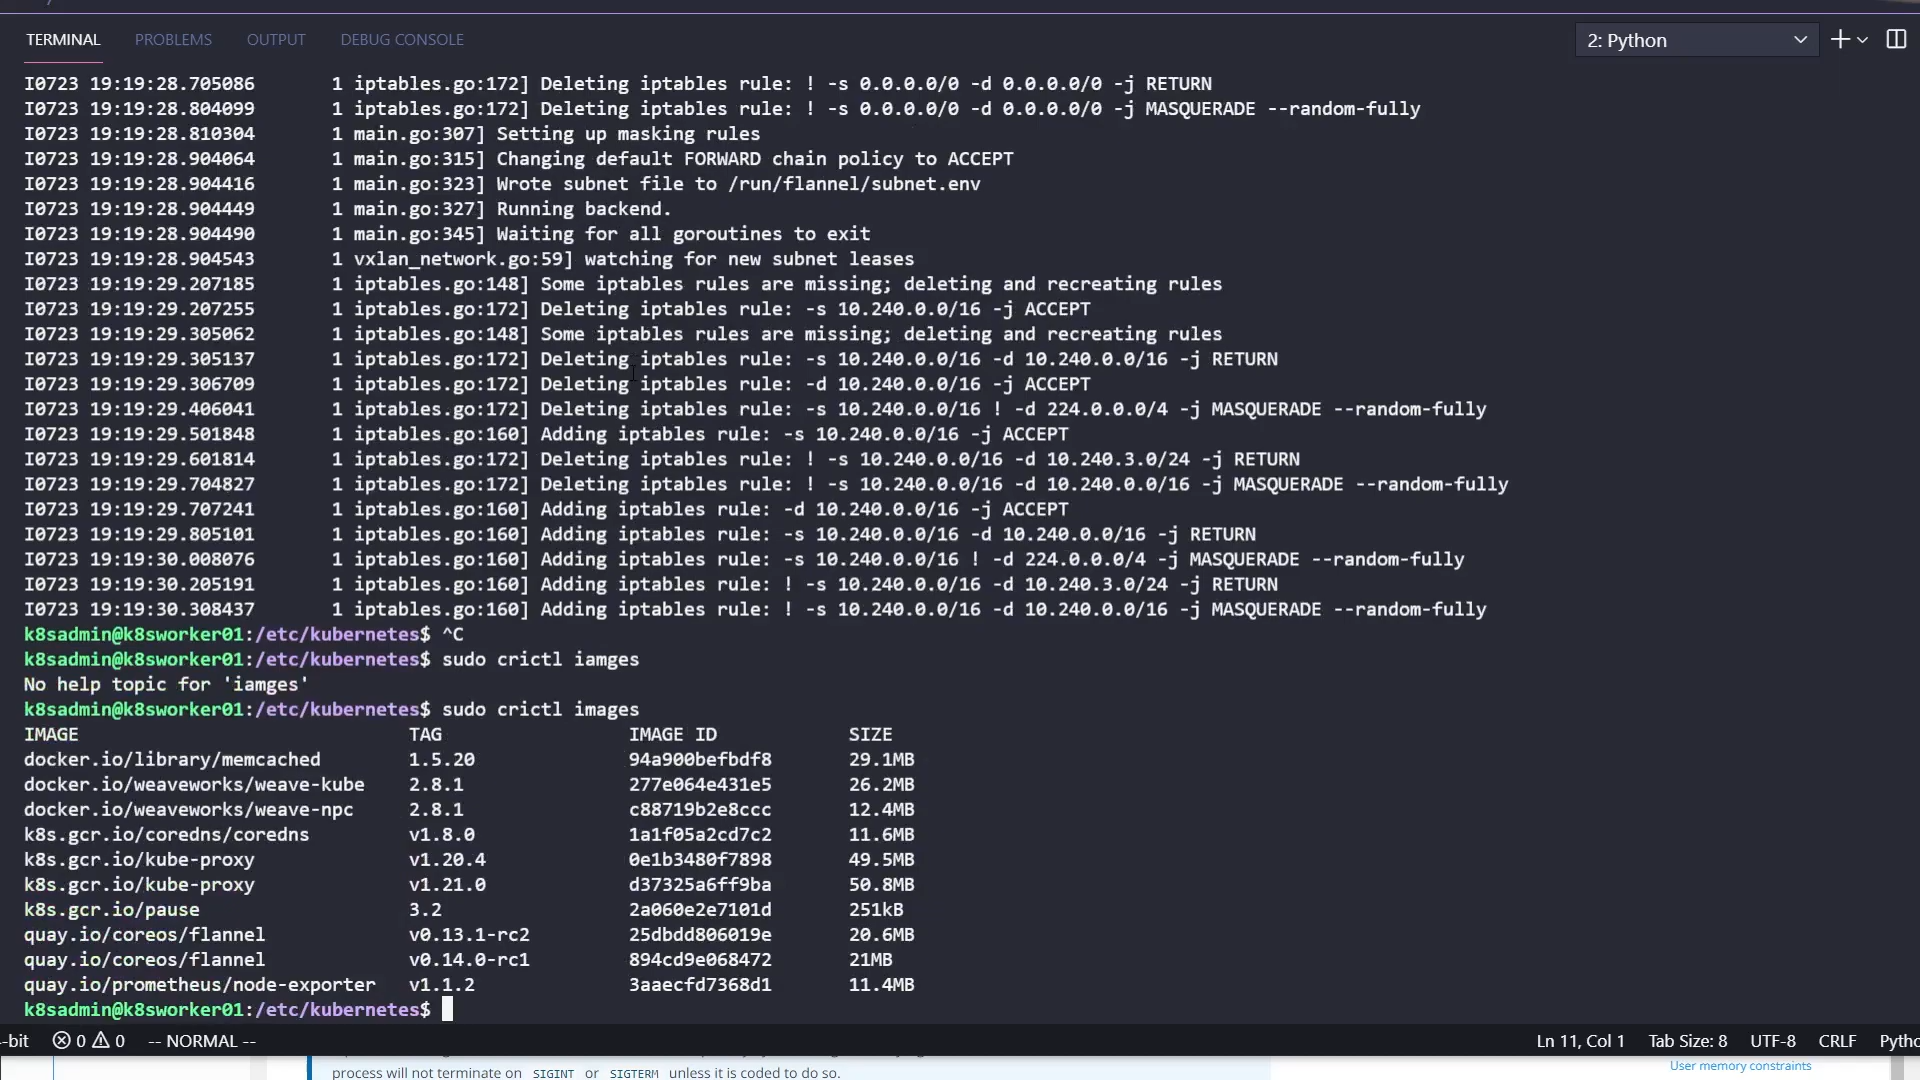 TERMINAL PROBLEMS OUTPUT DEBUG CONSOLE 2: Python
I0723 19:19:28.705086 1 iptables.go:172] Deleting iptables rule: ! -s 0.0.0.0/0 -d 0.0.0.0/0 -j RETURN
I0723 19:19:28.804099 1 iptables.go:172] Deleting iptables rule: ! -s 0.0.0.0/0 -d 0.0.0.0/0 -j MASQUERADE --random-fully
I0723 19:19:28.810304 1 main.go:307] Setting up masking rules
I0723 19:19:28.904064 1 main.go:315] Changing default FORWARD chain policy to ACCEPT
I0723 19:19:28.904416 1 main.go:323] Wrote subnet file to /run/flannel/subnet.env
I0723 19:19:28.904449 1 main.go:327] Running backend.
I0723 19:19:28.904490 1 main.go:345] Waiting for all goroutines to exit
I0723 19:19:28.904543 1 vxlan_network.go:59] watching for new subnet leases
I0723 19:19:29.207185 1 iptables.go:148] Some iptables rules are missing; deleting and recreating rules
I0723 19:19:29.207255 1 iptables.go:172] Deleting iptables rule: -s 10.240.0.0/16 -j ACCEPT
I0723 19:19:29.305062 1 iptables.go:148] Some iptables rules are missing; deleting and recreating rules
I0723 19:19:29.305137 1 iptables.go:172] Deleting iptables rule: -s 10.240.0.0/16 -d 10.240.0.0/16 -j RETURN
I0723 19:19:29.306709 1 iptables.go:172] Deleting iptables rule: -d 10.240.0.0/16 -j ACCEPT
I0723 19:19:29.406041 1 iptables.go:172] Deleting iptables rule: -s 10.240.0.0/16 ! -d 224.0.0.0/4 -j MASQUERADE --random-fully
I0723 19:19:29.501848 1 iptables.go:160] Adding iptables rule: -s 10.240.0.0/16 -j ACCEPT
I0723 19:19:29.601814 1 iptables.go:172] Deleting iptables rule: ! -s 10.240.0.0/16 -d 10.240.3.0/24 -j RETURN
I0723 19:19:29.704827 1 iptables.go:172] Deleting iptables rule: ! -s 10.240.0.0/16 -d 10.240.0.0/16 -j MASQUERADE --random-fully
I0723 19:19:29.707241 1 iptables.go:160] Adding iptables rule: -d 10.240.0.0/16 -j ACCEPT
I0723 19:19:29.805101 1 iptables.go:160] Adding iptables rule: -s 10.240.0.0/16 -d 10.240.0.0/16 -j RETURN
I0723 19:19:30.008076 1 iptables.go:160] Adding iptables rule: -s 10.240.0.0/16 ! -d 224.0.0.0/4 -j MASQUERADE --random-fully
I0723 19:19:30.205191 1 iptables.go:160] Adding iptables rule: ! -s 10.240.0.0/16 -d 10.240.3.0/24 -j RETURN
I0723 19:19:30.308437 1 iptables.go:160] Adding iptables rule: ! -s 10.240.0.0/16 -d 10.240.0.0/16 -j MASQUERADE --random-fully
k8sadmin@k8sworker01:/etc/kubernetes$ ^C
k8sadmin@k8sworker01:/etc/kubernetes$ sudo crictl iamges
No help topic for 'iamges'
k8sadmin@k8sworker01:/etc/kubernetes$ sudo crictl images
IMAGE TAG IMAGE ID SIZE
docker.io/library/memcached 1.5.20 94a900befbdf8 29.1MB
docker.io/weaveworks/weave-kube 2.8.1 277e064e431e5 26.2MB
docker.io/weaveworks/weave-npc 2.8.1 c88719b2e8ccc 12.4MB
k8s.gcr.io/coredns/coredns v1.8.0 1a1f05a2cd7c2 11.6MB
k8s.gcr.io/kube-proxy v1.20.4 0e1b3480f7898 49.5MB
k8s.gcr.io/kube-proxy v1.21.0 d37325a6ff9ba 50.8MB
k8s.gcr.io/pause 3.2 2a060e2e7101d 251kB
quay.io/coreos/flannel v0.13.1-rc2 25dbdd806019e 20.6MB
quay.io/coreos/flannel v0.14.0-rc1 894cd9e068472 21MB
quay.io/prometheus/node-exporter v1.1.2 3aaecfd7368d1 11.4MB
k8sadmin@k8sworker01:/etc/kubernetes$
-bit 0 0 -- NORMAL -- Ln 11, Col 1 Tab Size: 8 UTF-8 CRLF Pytho
process will not terminate on SIGINT or SIGTERM unless it is coded to do so.
User memory constraints